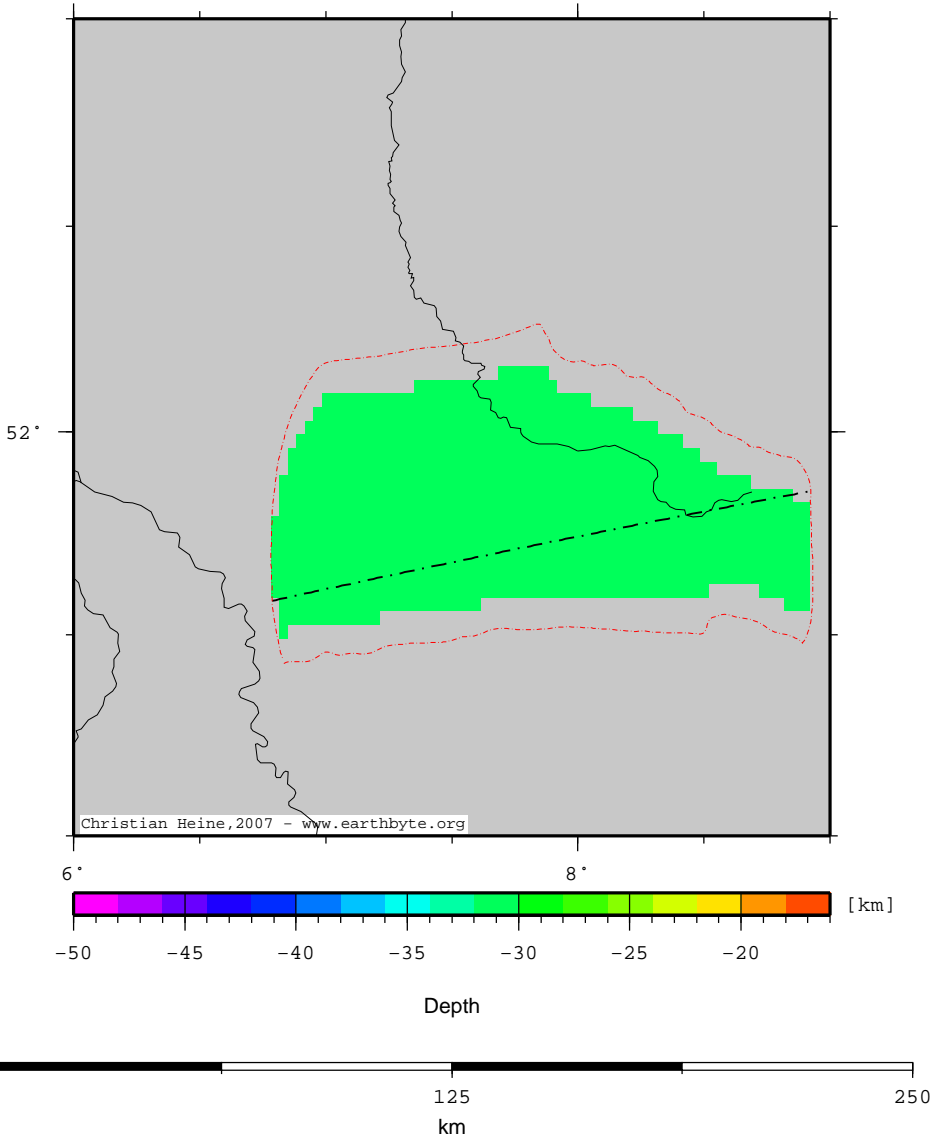 52°
Christian Heine,2007 - www.earthbyte.org
6° 8°
[km]
-50 -45 -40 -35 -30 -25 -20
Depth
125 250
km